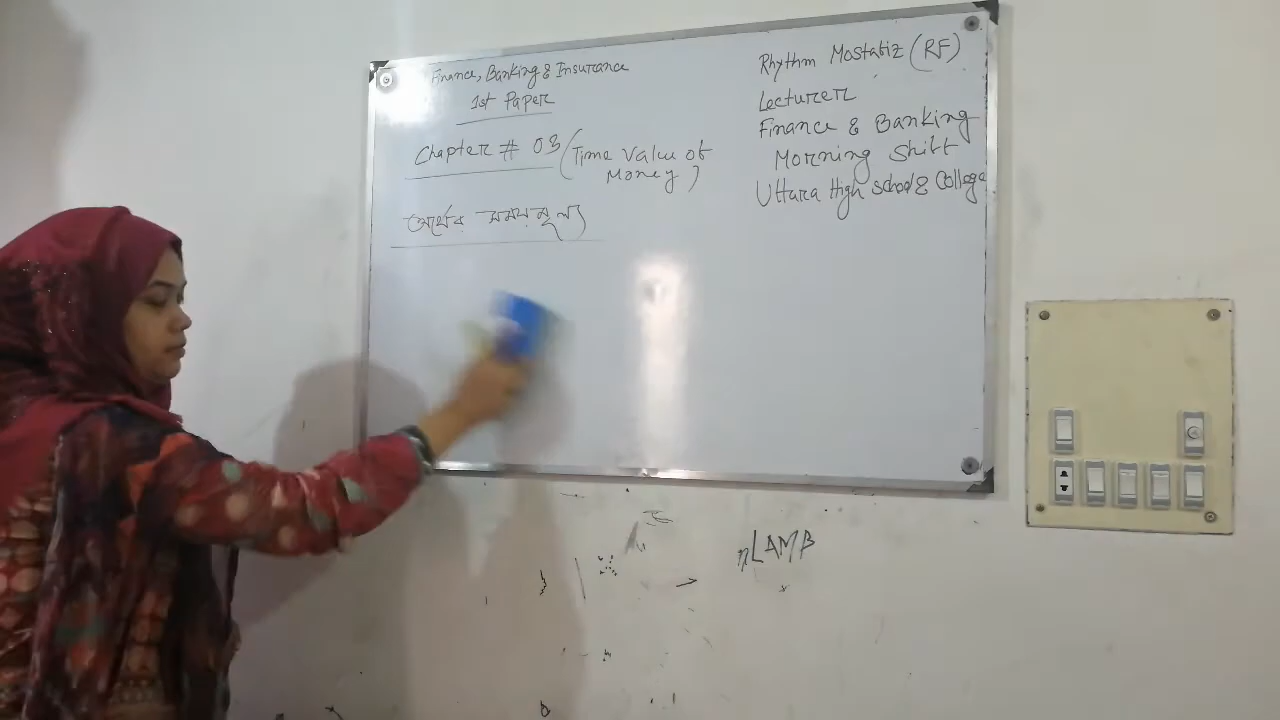 Finance, Banking & Insurance
1st Paper
Chapter # 03 (Time Value of
Money)
অর্থের সময়মূল্য
Rhythm Mostafiz (RF)
Lecturer
Finance & Banking
Morning Shift
Uttara High School & College